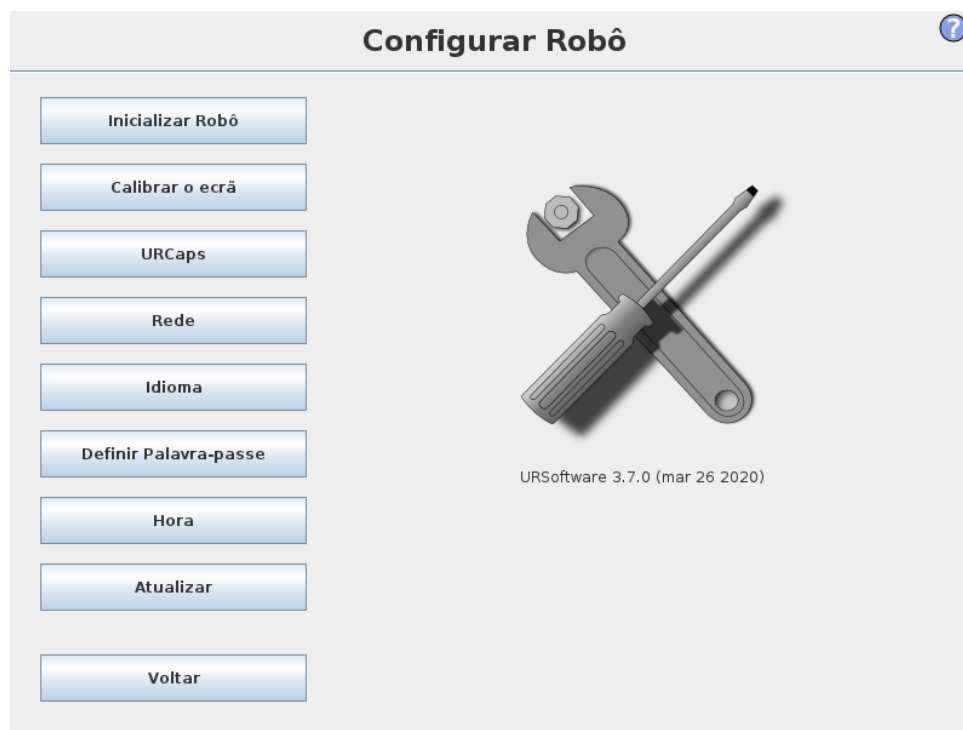 Configurar Robô
?
Inicializar Robô
Calibrar o ecrã
URCaps
Rede
Idioma
Definir Palavra-passe
Hora
Atualizar
Voltar
URSoftware 3.7.0 (mar 26 2020)